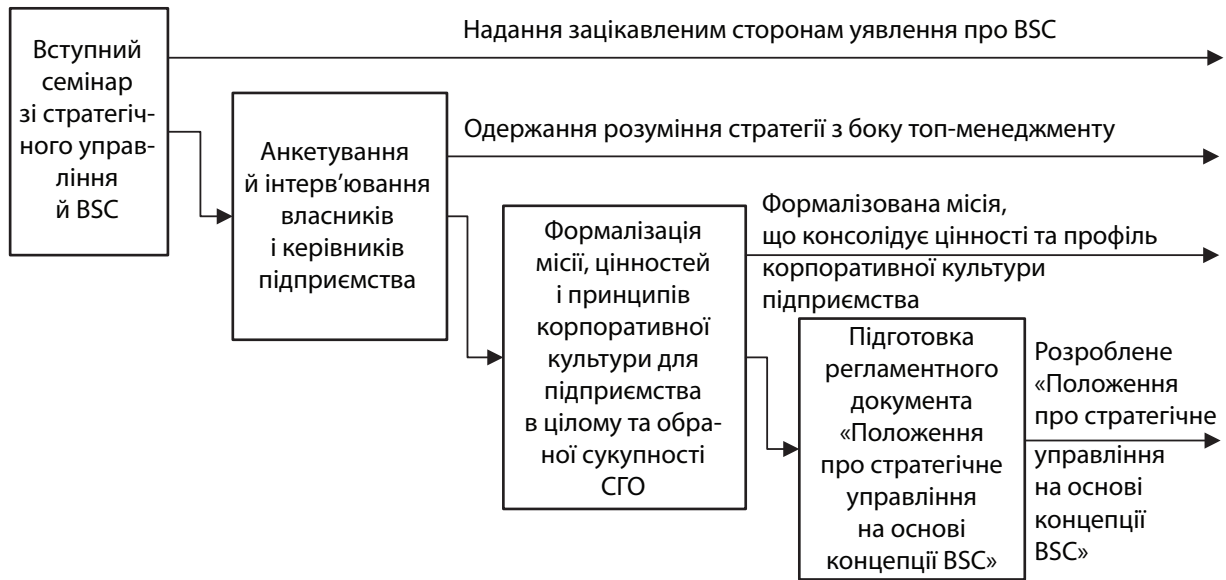 Вступний
семінар
зі стратегіч-
ного управ-
ління
й BSC
Надання зацікавленим сторонам уявлення про BSC
Анкетування
й інтерв'ювання
власників
і керівників
підприємства
Одержання розуміння стратегії з боку топ-менеджменту
Формалізація
місії, цінностей
і принципів
корпоративної
культури для
підприємства
в цілому та обра-
ної сукупності
СГО
Формалізована місія,
що консолідує цінності та профіль
корпоративної культури
підприємства
Підготовка
регламентного
документа
«Положення
про стратегічне
управління
на основі
концепції BSC»
Розроблене
«Положення
про стратегічне
управління
на основі
концепції
BSC»